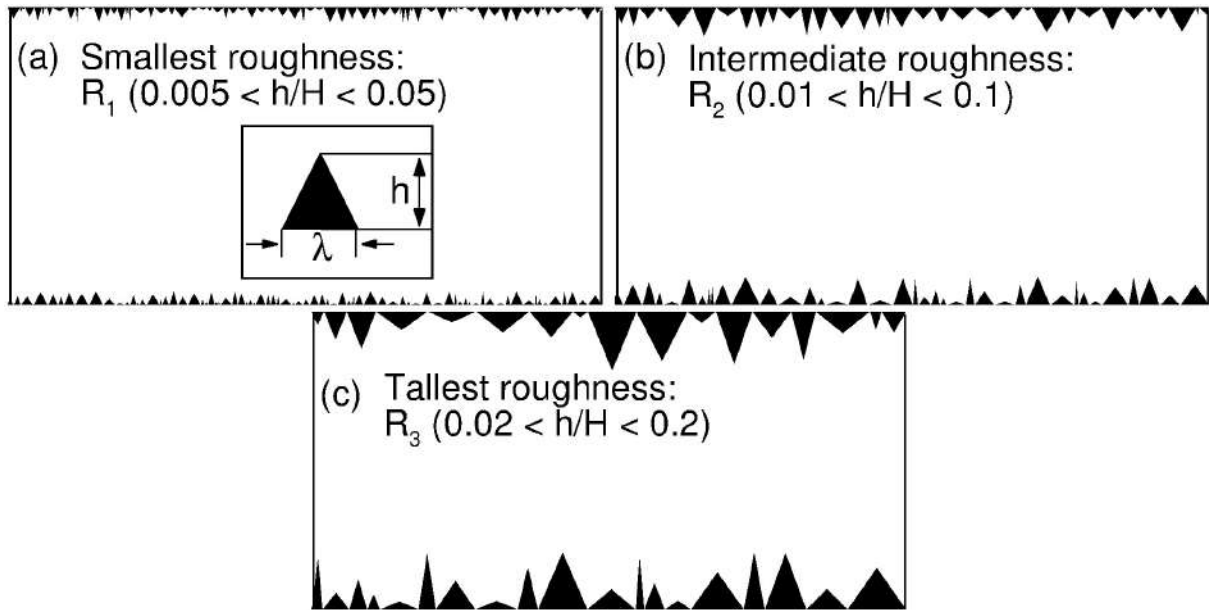 (a) Smallest roughness:
R₁ (0.005 < h/H < 0.05)
h
λ
(b) Intermediate roughness:
R₂ (0.01 < h/H < 0.1)
(c) Tallest roughness:
R₃ (0.02 < h/H < 0.2)